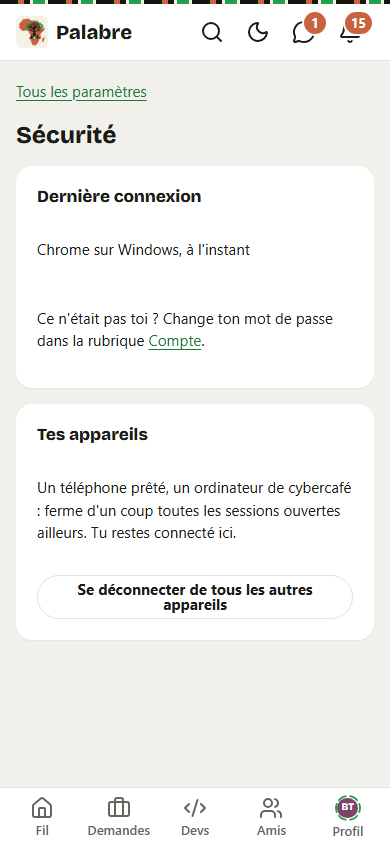 Palabre
1
15
Tous les paramètres
Sécurité
Dernière connexion
Chrome sur Windows, à l'instant
Ce n'était pas toi ? Change ton mot de passe
dans la rubrique Compte.
Tes appareils
Un téléphone prêté, un ordinateur de cybercafé
: ferme d'un coup toutes les sessions ouvertes
ailleurs. Tu restes connecté ici.
Se déconnecter de tous les autres
appareils
BT
Fil
Demandes
Devs
Amis
Profil